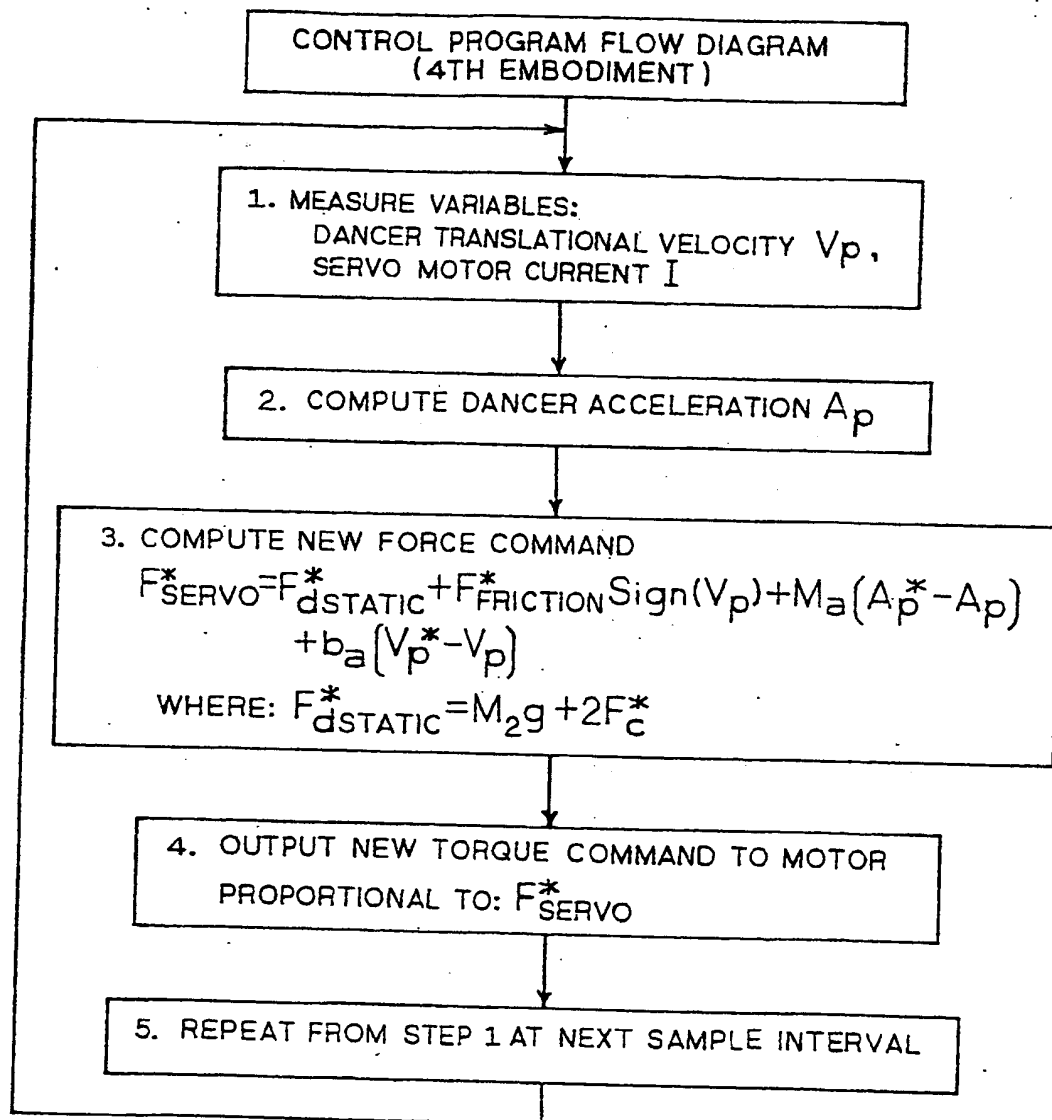 CONTROL PROGRAM FLOW DIAGRAM
(4TH EMBODIMENT)
1. MEASURE VARIABLES:
DANCER TRANSLATIONAL VELOCITY Vp,
SERVO MOTOR CURRENT I
2. COMPUTE DANCER ACCELERATION Ap
3. COMPUTE NEW FORCE COMMAND
F*SERVO=F*dSTATIC+F*FRICTION Sign(Vp)+Ma(Ap*-Ap)
+ba(Vp*-Vp)
WHERE: F*dSTATIC=M2g+2F*c
4. OUTPUT NEW TORQUE COMMAND TO MOTOR
PROPORTIONAL TO: F*SERVO
5. REPEAT FROM STEP 1 AT NEXT SAMPLE INTERVAL